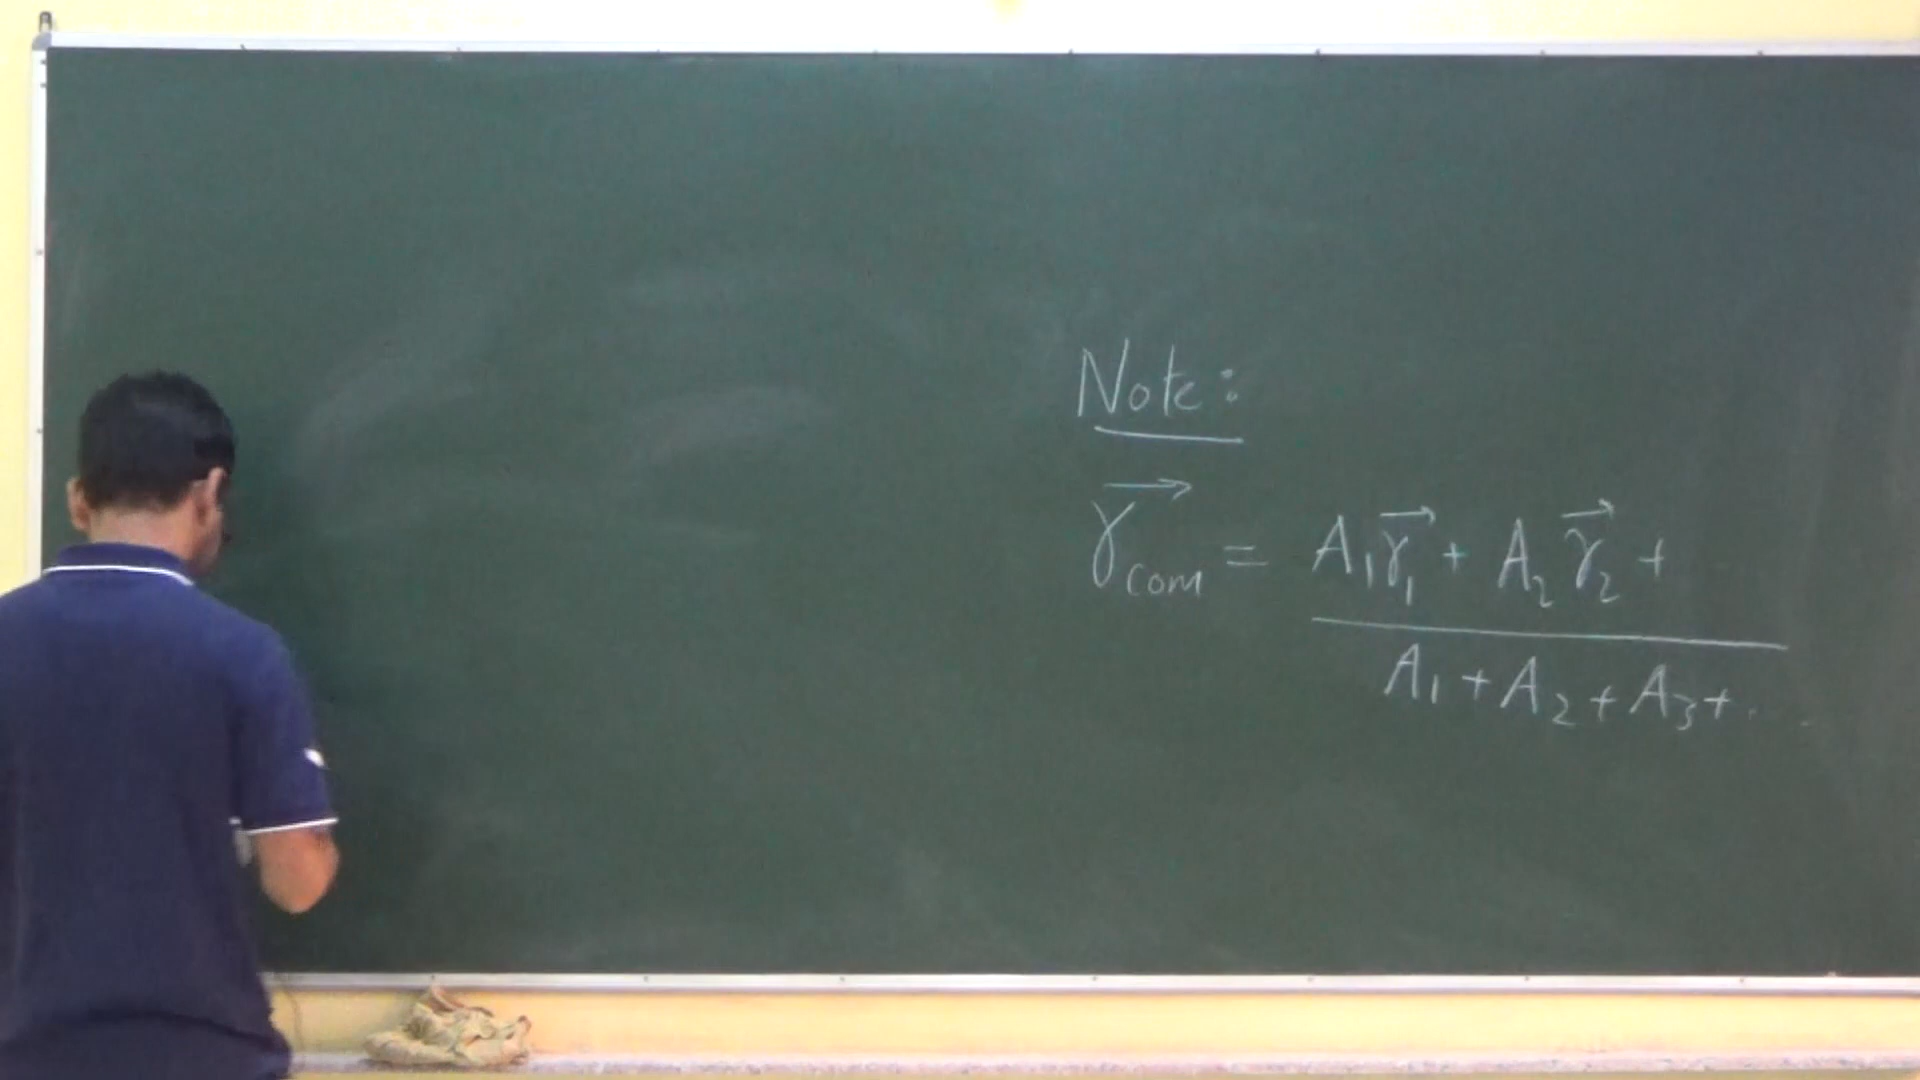 Note:
r⃗com = A₁r⃗₁ + A₂r⃗₂ +
A₁ + A₂ + A₃ + ...